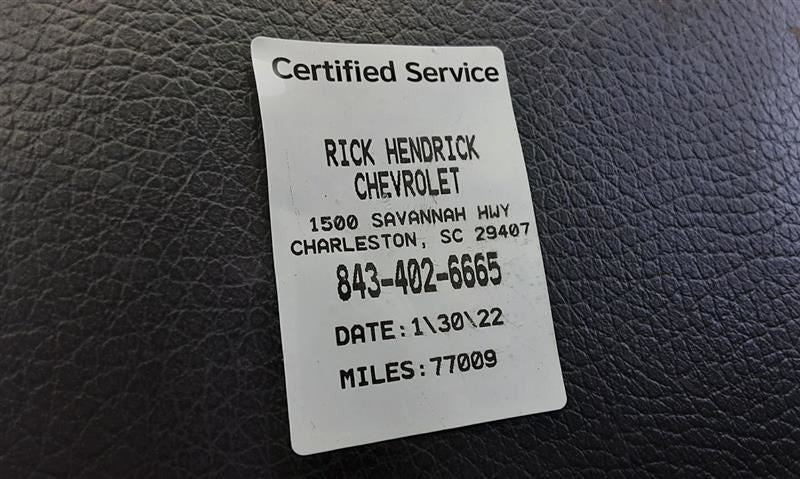 Certified Service
RICK HENDRICK
CHEVROLET
1500 SAVANNAH HWY
CHARLESTON, SC 29407
843-402-6665
DATE:1\30\22
MILES:77009